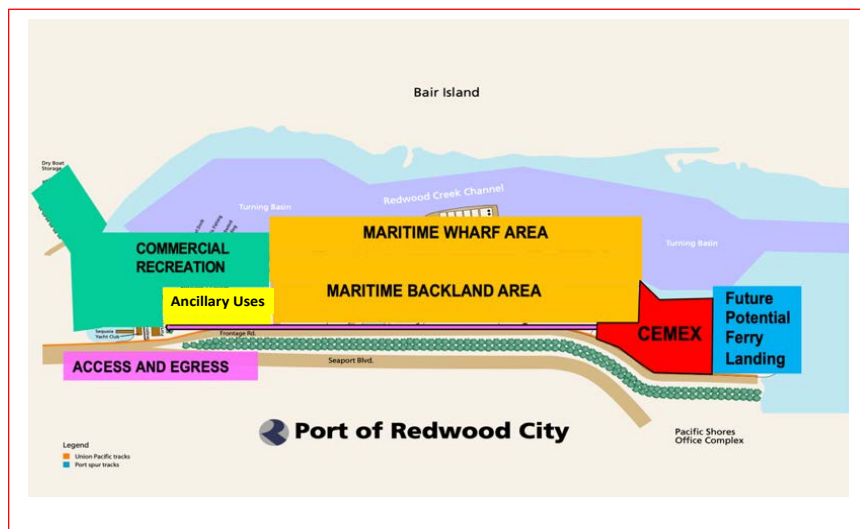 Bair Island
Dry Boat
Storage
Turning Basin
Redwood Creek Channel
COMMERCIAL
RECREATION
MARITIME WHARF AREA
Turning Basin
Ancillary Uses
MARITIME BACKLAND AREA
Future
Potential
Ferry
Landing
CEMEX
Sequoia
Yacht Club
Frontage Rd.
ACCESS AND EGRESS
Seaport Blvd.
Port of Redwood City
Pacific Shores
Office Complex
Legend
Union Pacific tracks
Port spur tracks